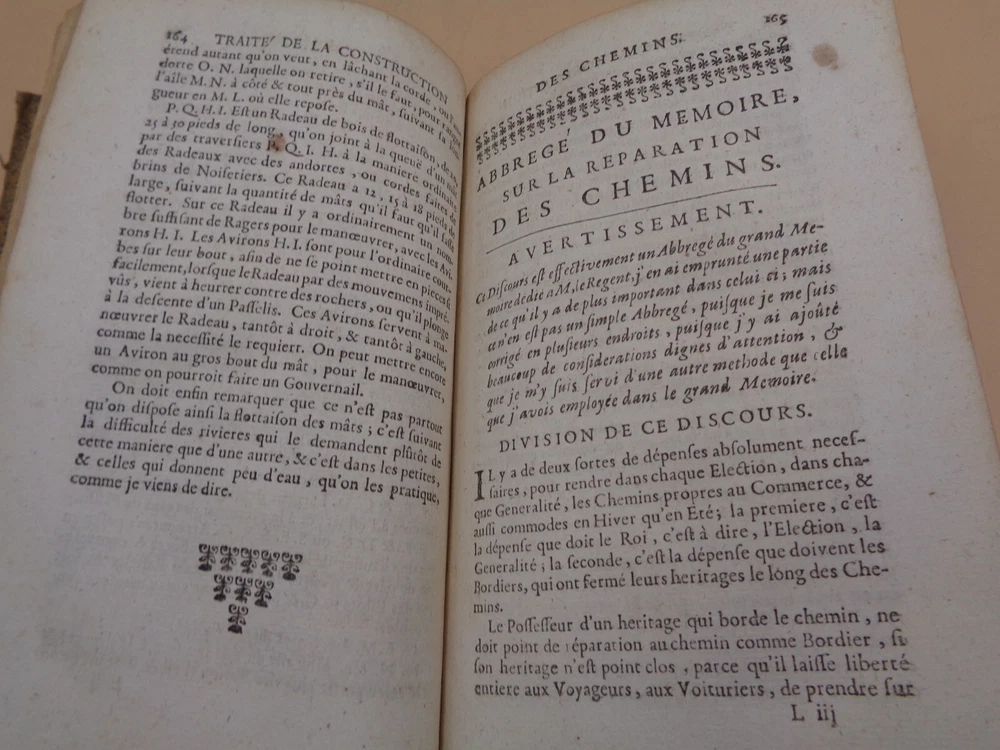 164 TRAITÉ DE LA CONSTRUCTION
étend autant qu'on veut, en lâchant la corde, ou
dorte O. N. laquelle on retire, s'il le faut, pour
l'aîle M. N. à côté & tout près du mât, suivant sa
gueur en M. L. où elle repose.
P. Q. H. I. Est un Radeau de bois de flottaison, de
25 à 30 pieds de long, qu'on joint à la queuë d'un mât
par des traversiers P. Q. I. H. à la maniere ordinaire
des Radeaux avec des andortes, ou cordes faites de
brins de Noisetiers. Ce Radeau a 12, 15 à 18 pieds de
large, suivant la quantité de mâts qu'il faut qu'il fasse
flotter. Sur ce Radeau il y a ordinairement un nom-
bre suffisant de Ragers pour le manœuvrer, avec les Avi-
rons H. I. Les Avirons H. I. sont pour l'ordinaire cour-
bes sur leur bout, afin de ne se point mettre en pieces si
facilement, lorsque le Radeau par des mouvemens impré-
vûs, vient à heurter contre des rochers, ou qu'il plonge
à la descente d'un Passelis. Ces Avirons servent à ma-
nœuvrer le Radeau, tantôt à droit, & tantôt à gauche,
comme la necessité le requiert. On peut mettre encore
un Aviron au gros bout du mât, pour le manœuvrer,
comme on pourroit faire un Gouvernail.
On doit enfin remarquer que ce n'est pas partout
qu'on dispose ainsi la flottaison des mâts; c'est suivant
la difficulté des rivieres qui le demandent plûtôt de
cette maniere que d'une autre, & c'est dans les petites,
& celles qui donnent peu d'eau, qu'on les pratique,
comme je viens de dire.
DES CHEMINS. 165
ABBREGÉ DU MEMOIRE,
SUR LA REPARATION
DES CHEMINS.
AVERTISSEMENT.
Ce Discours est effectivement un Abbregé du grand Me-
moire dédié a M, le Regent, j'en ai emprunté une partie
de ce qu'il y a de plus important dans celui ci; mais
ce n'en est pas un simple Abbregé, puisque je me suis
corrigé en plusieurs endroits, puisque j'y ai ajoûté
beaucoup de considerations dignes d'attention, &
que je m'y suis servi d'une autre methode que celle
que j'avois employée dans le grand Memoire.
DIVISION DE CE DISCOURS.
IL y a de deux sortes de dépenses absolument neces-
saires, pour rendre dans chaque Election, dans cha-
que Generalité, les Chemins propres au Commerce, &
aussi commodes en Hiver qu'en Eté; la premiere, c'est
la dépense que doit le Roi, c'est à dire, l'Election, la
Generalité; la seconde, c'est la dépense que doivent les
Bordiers, qui ont fermé leurs heritages le long des Che-
mins.
Le Possesseur d'un heritage qui borde le chemin, ne
doit point de réparation au chemin comme Bordier, si
son heritage n'est point clos, parce qu'il laisse liberté
entiere aux Voyageurs, aux Voituriers, de prendre sur
L iij